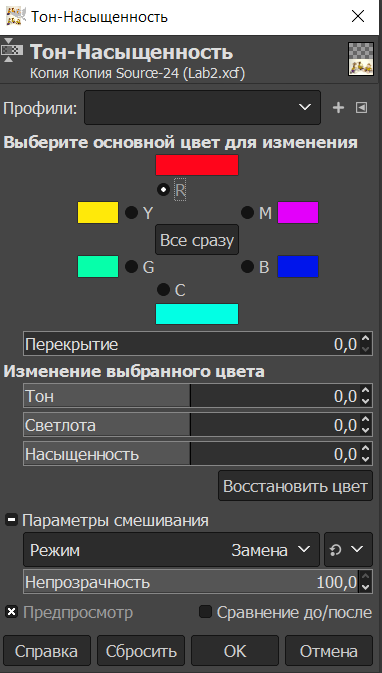 Тон-Насыщенность
Тон-Насыщенность
Копия Копия Source-24 (Lab2.xcf)
Профили:
Выберите основной цвет для изменения
R
Y M
Все сразу
G B
C
Перекрытие 0,0
Изменение выбранного цвета
Тон 0,0
Светлота 0,0
Насыщенность 0,0
Восстановить цвет
Параметры смешивания
Режим Замена
Непрозрачность 100,0
Предпросмотр Сравнение до/после
Справка Сбросить OK Отмена